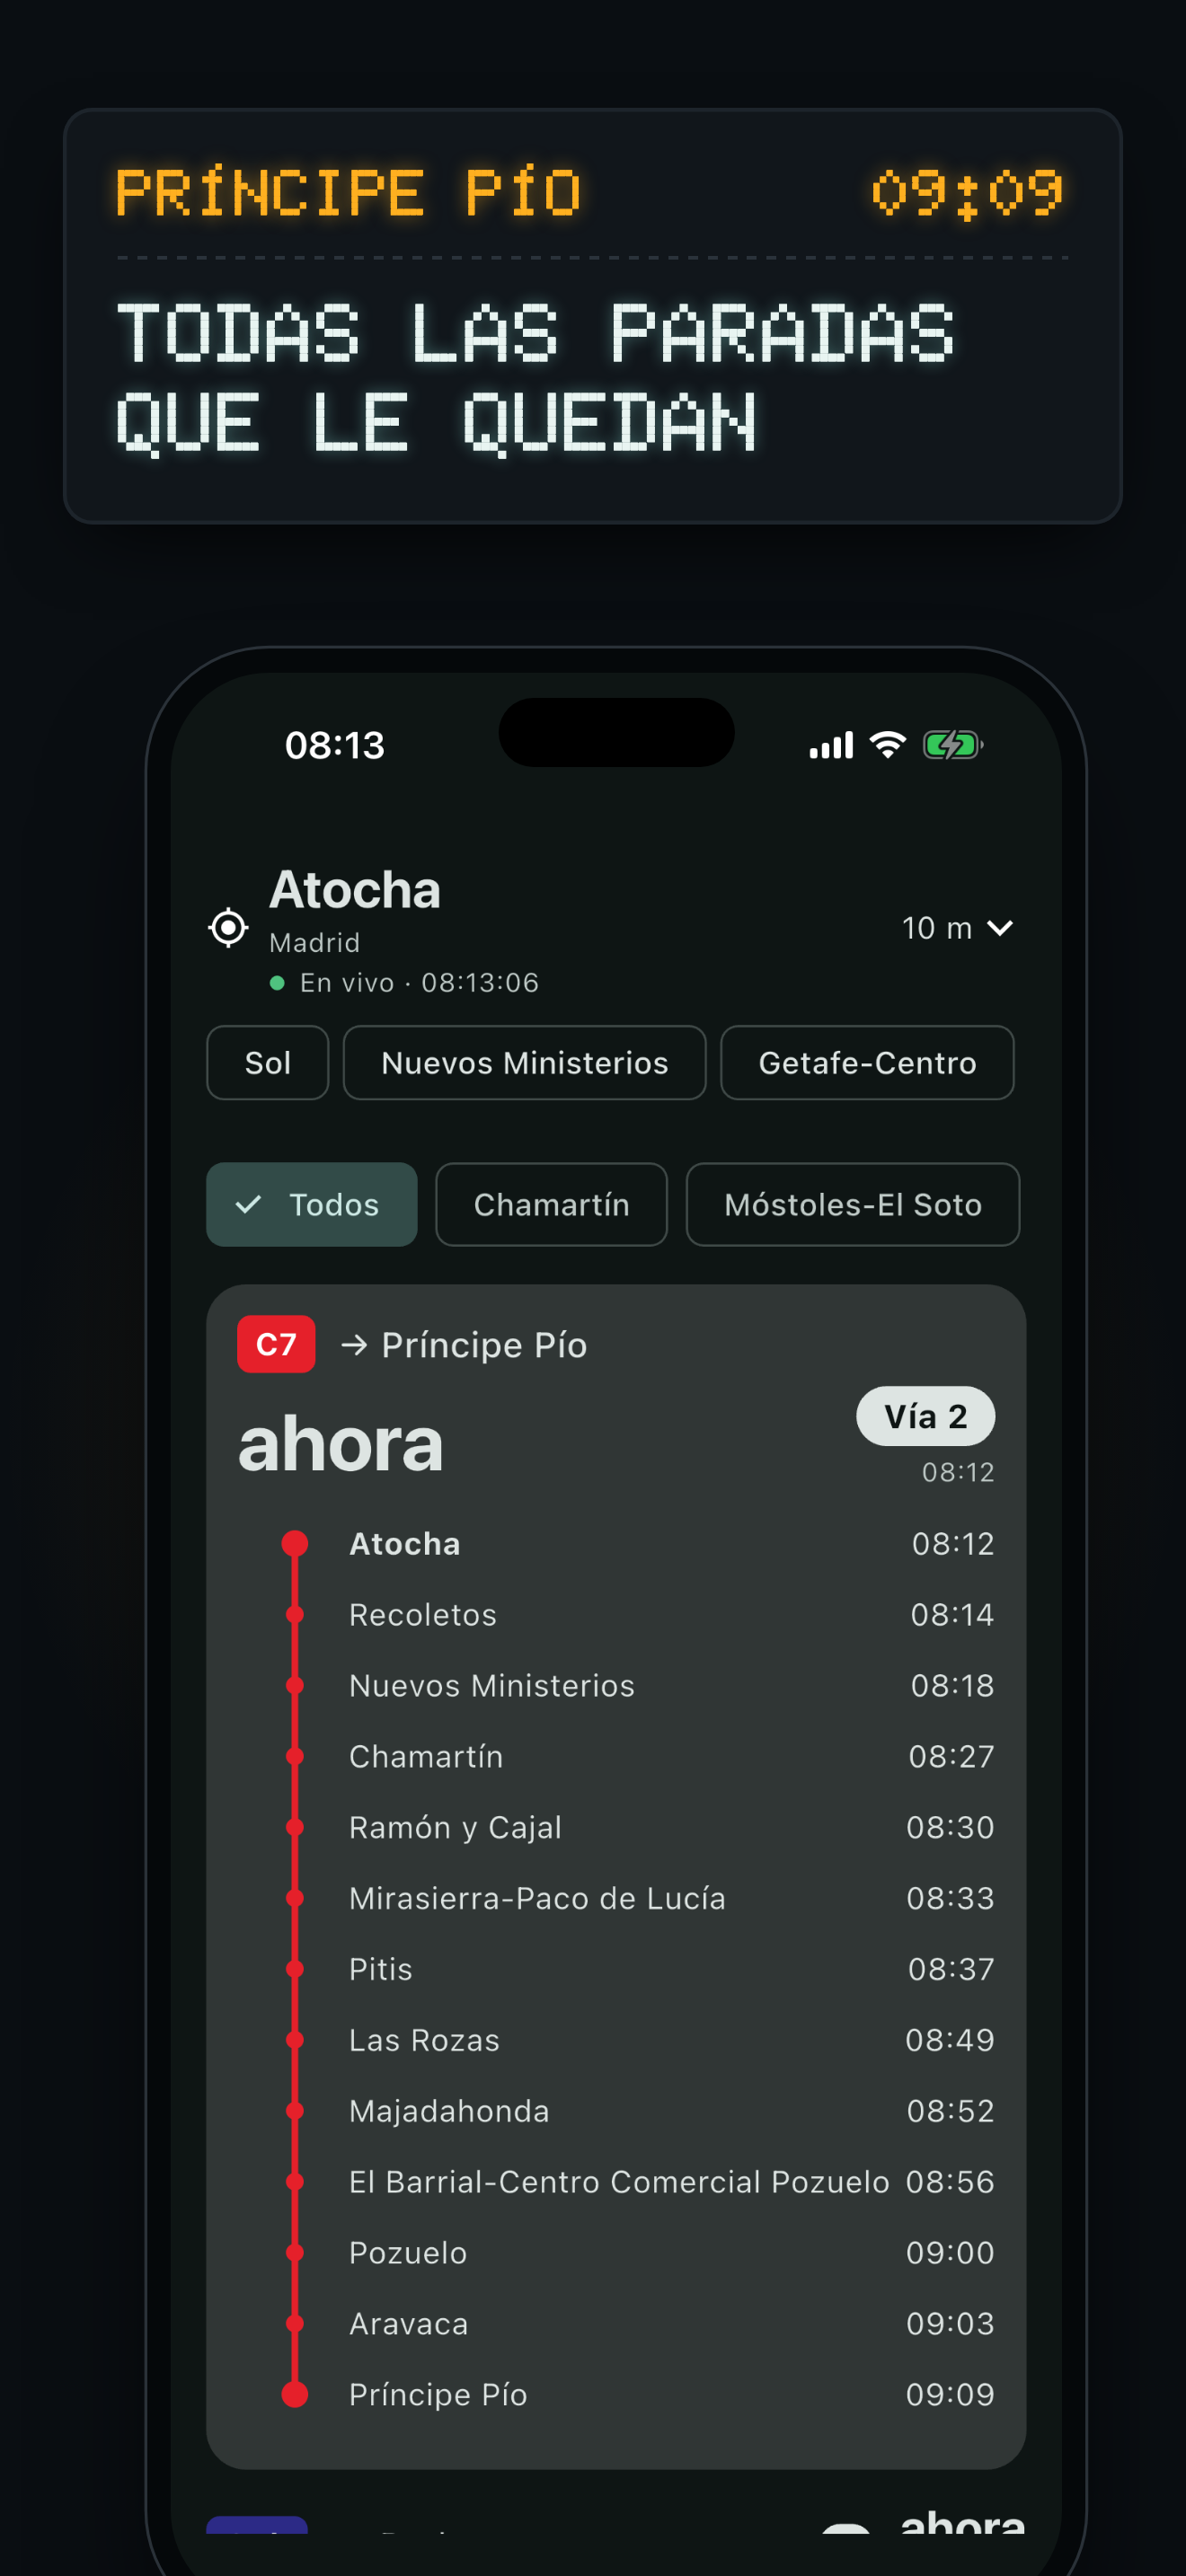 PRÍNCIPE PÍO 09:09
TODAS LAS PARADAS
QUE LE QUEDAN
08:13
Atocha
Madrid
10 m
En vivo · 08:13:06
Sol Nuevos Ministerios Getafe-Centro
Todos Chamartín Móstoles-El Soto
C7 → Príncipe Pío
ahora Vía 2
08:12
Atocha 08:12
Recoletos 08:14
Nuevos Ministerios 08:18
Chamartín 08:27
Ramón y Cajal 08:30
Mirasierra-Paco de Lucía 08:33
Pitis 08:37
Las Rozas 08:49
Majadahonda 08:52
El Barrial-Centro Comercial Pozuelo 08:56
Pozuelo 09:00
Aravaca 09:03
Príncipe Pío 09:09
ahora